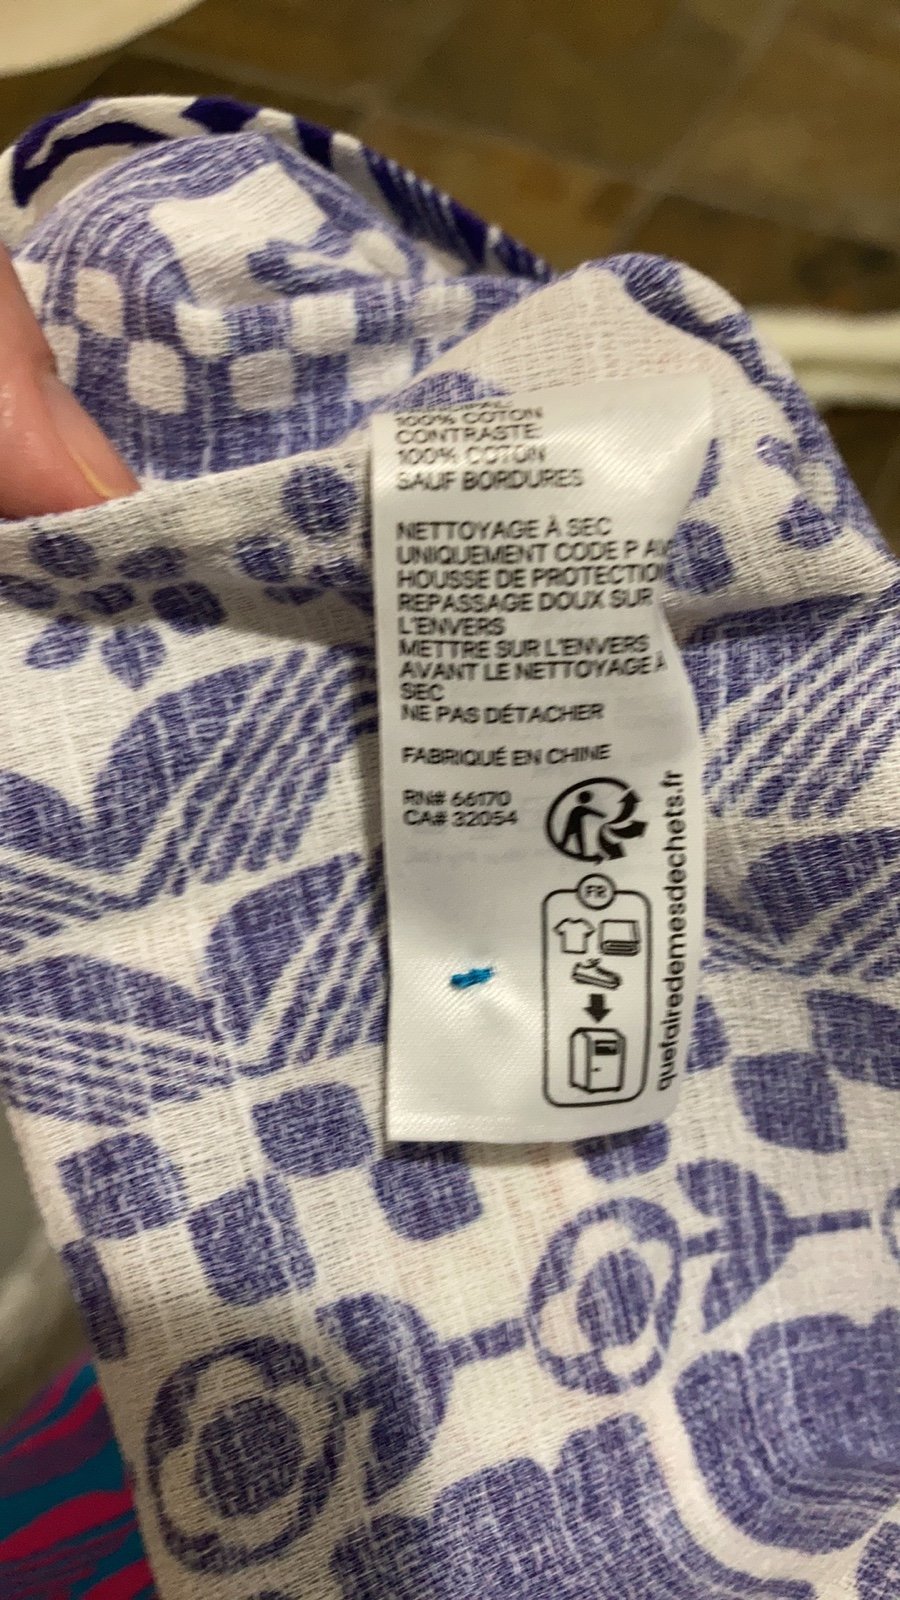 100% COTON
CONTRASTE:
100% COTON
SAUF BORDURES
NETTOYAGE À SEC
UNIQUEMENT CODE P
HOUSSE DE PROTECTION
REPASSAGE DOUX SUR
L'ENVERS
METTRE SUR L'ENVERS
AVANT LE NETTOYAGE À
SEC
NE PAS DÉTACHER
FABRIQUÉ EN CHINE
RN# 66170
CA# 32054
FR
quefairedemesdechets.fr